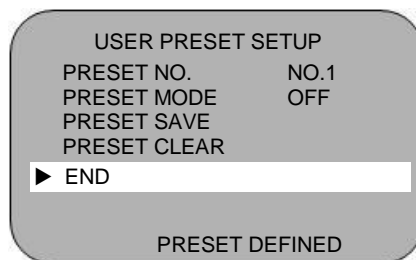 USER PRESET SETUP
PRESET NO. NO.1
PRESET MODE OFF
PRESET SAVE
PRESET CLEAR
▶ END
PRESET DEFINED